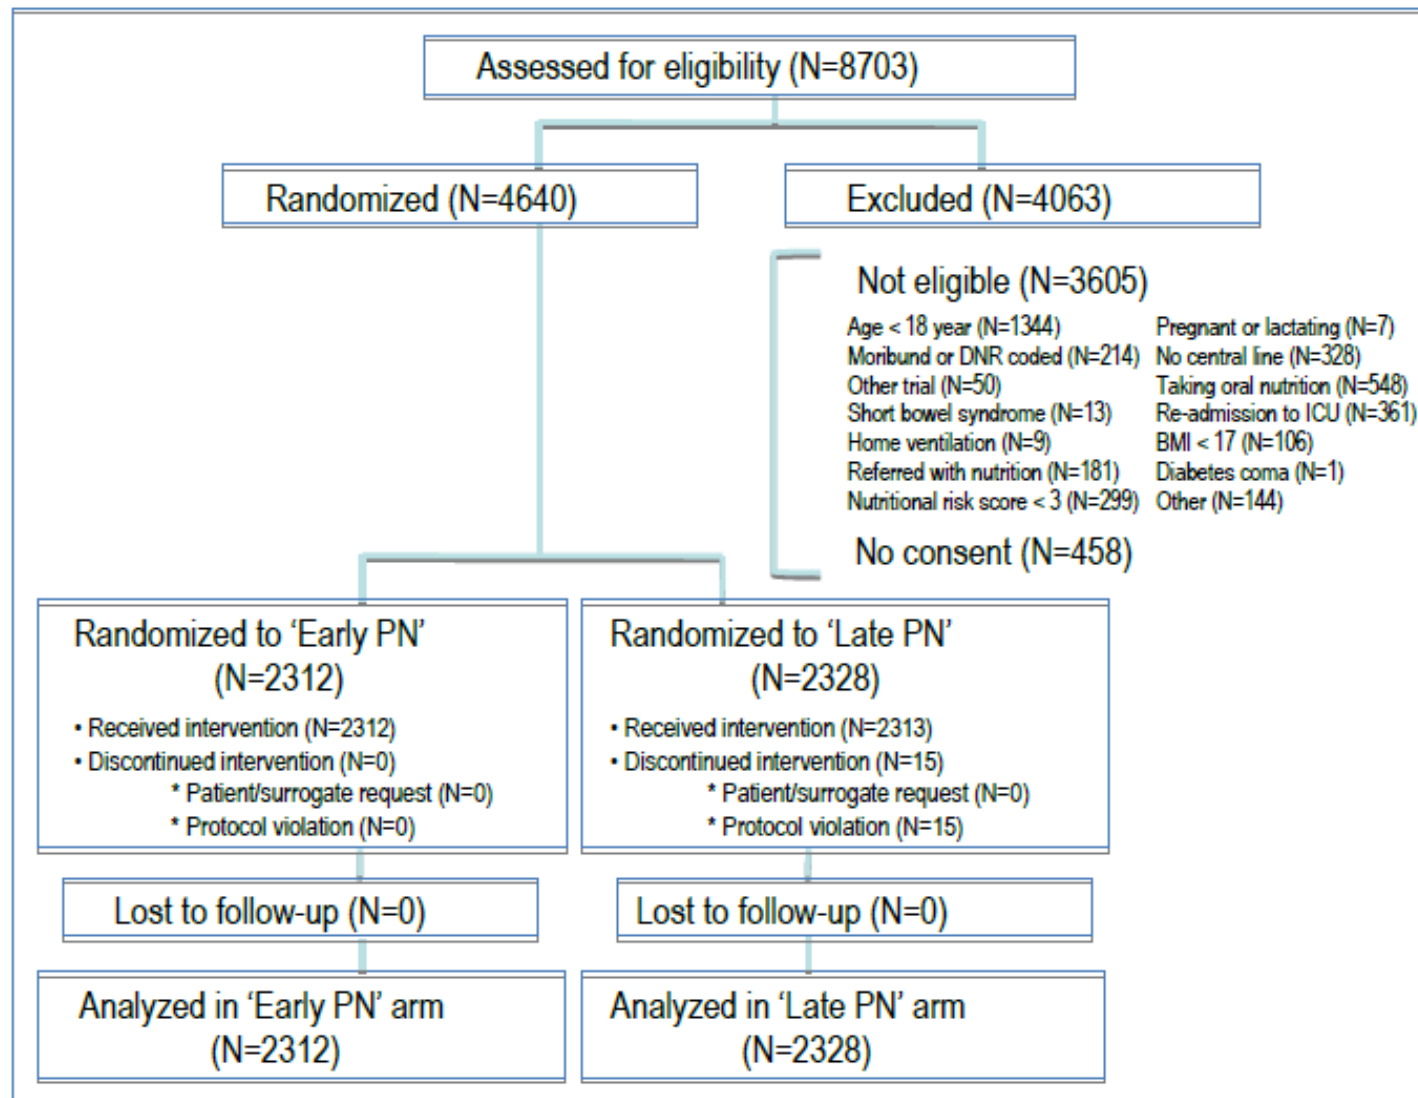 Assessed for eligibility (N=8703)
Randomized (N=4640)
Excluded (N=4063)
Not eligible (N=3605)
Age < 18 year (N=1344)
Moribund or DNR coded (N=214)
Other trial (N=50)
Short bowel syndrome (N=13)
Home ventilation (N=9)
Referred with nutrition (N=181)
Nutritional risk score < 3 (N=299)
Pregnant or lactating (N=7)
No central line (N=328)
Taking oral nutrition (N=548)
Re-admission to ICU (N=361)
BMI < 17 (N=106)
Diabetes coma (N=1)
Other (N=144)
No consent (N=458)
Randomized to ‘Early PN’
(N=2312)
• Received intervention (N=2312)
• Discontinued intervention (N=0)
* Patient/surrogate request (N=0)
* Protocol violation (N=0)
Randomized to ‘Late PN’
(N=2328)
• Received intervention (N=2313)
• Discontinued intervention (N=15)
* Patient/surrogate request (N=0)
* Protocol violation (N=15)
Lost to follow-up (N=0)
Lost to follow-up (N=0)
Analyzed in ‘Early PN’ arm
(N=2312)
Analyzed in ‘Late PN’ arm
(N=2328)